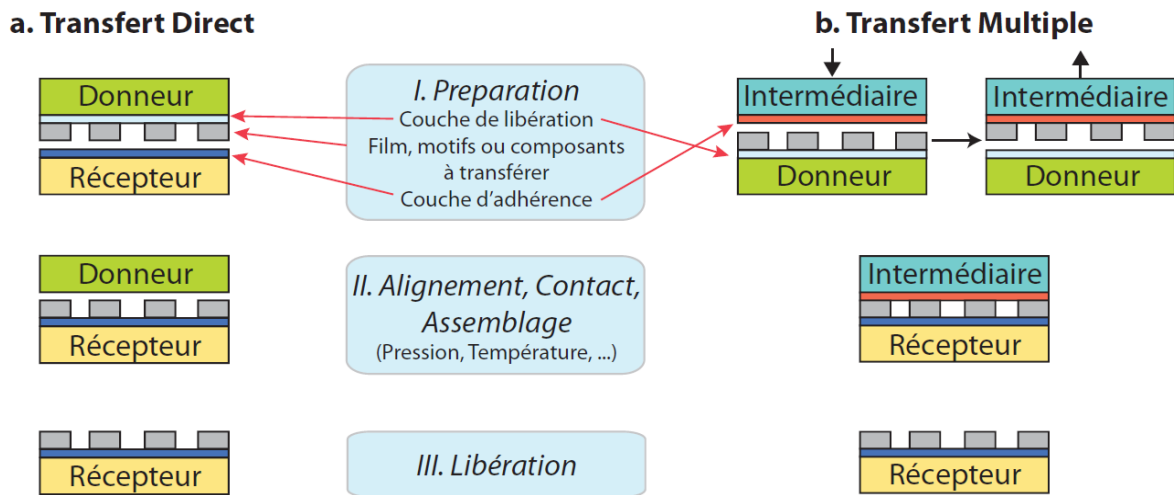 a. Transfert Direct
b. Transfert Multiple
Donneur
Récepteur
I. Preparation
Couche de libération
Film, motifs ou composants
à transférer
Couche d'adhérence
Intermédiaire
Donneur
Intermédiaire
Donneur
Donneur
Récepteur
II. Alignement, Contact,
Assemblage
(Pression, Température, ...)
Intermédiaire
Récepteur
Récepteur
III. Libération
Récepteur